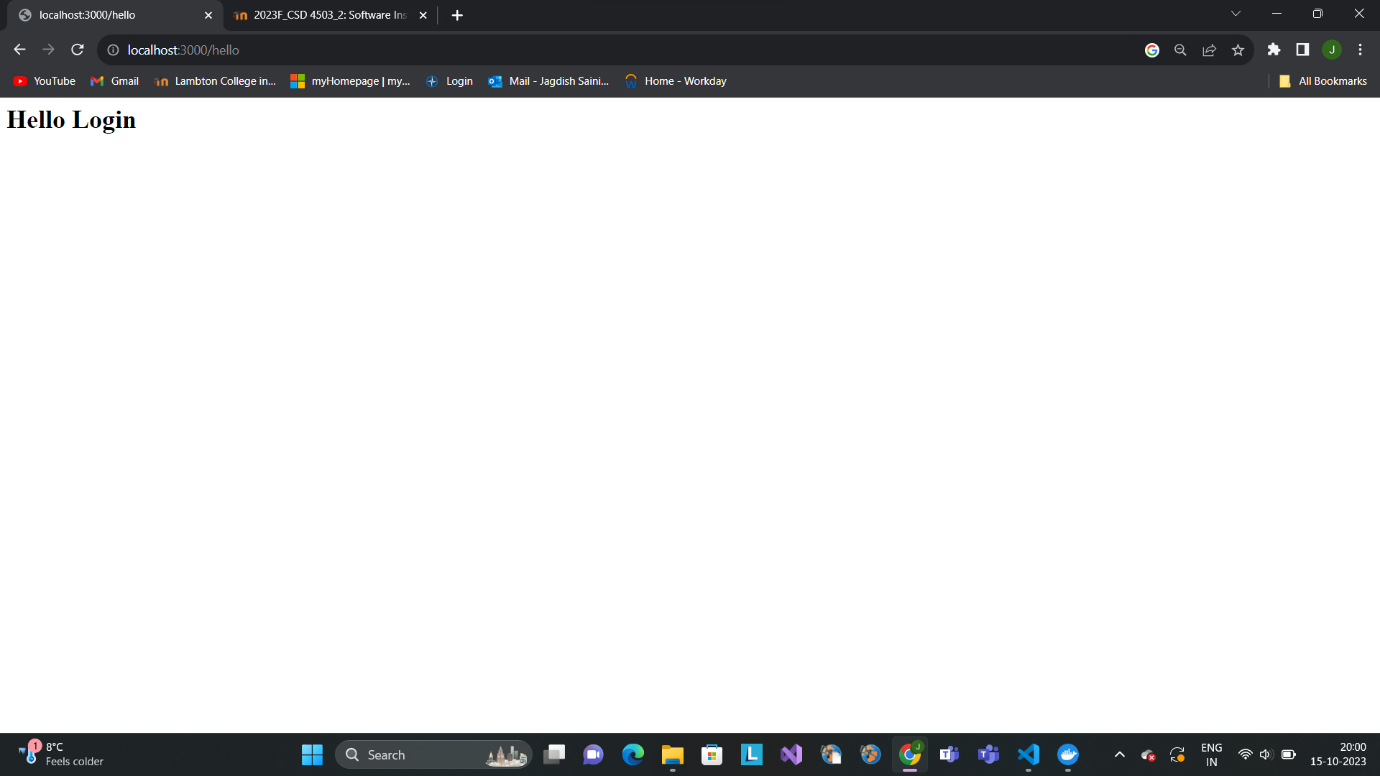 localhost:3000/hello
2023F_CSD 4503_2: Software Ins
localhost:3000/hello
J
YouTube
Gmail
Lambton College in...
myHomepage | my...
Login
Mail - Jagdish Saini...
Home - Workday
All Bookmarks
Hello Login
1
8°C
Feels colder
Search
L
J
ENG
IN
20:00
15-10-2023